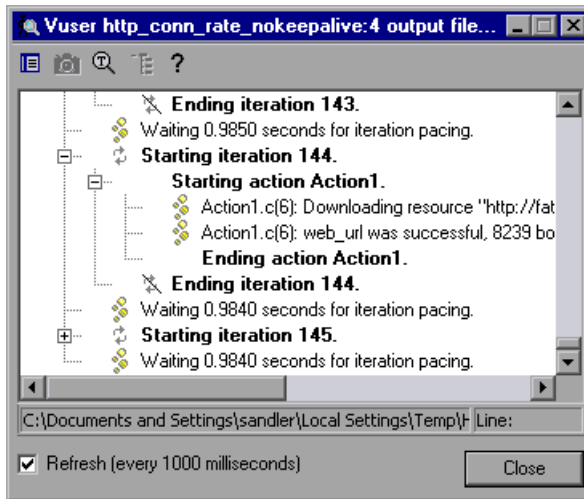 Vuser http_conn_rate_nokeepalive:4 output file...
Ending iteration 143.
Waiting 0.9850 seconds for iteration pacing.
Starting iteration 144.
Starting action Action1.
Action1.c(6): Downloading resource "http://fat
Action1.c(6): web_url was successful, 8239 bo
Ending action Action1.
Ending iteration 144.
Waiting 0.9840 seconds for iteration pacing.
Starting iteration 145.
Waiting 0.9840 seconds for iteration pacing.
C:\Documents and Settings\sandler\Local Settings\Temp\ Line:
Refresh (every 1000 milliseconds)
Close